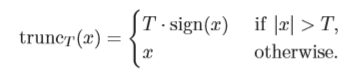 trunc_T(x) = { T · sign(x) if |x| > T,
x otherwise.